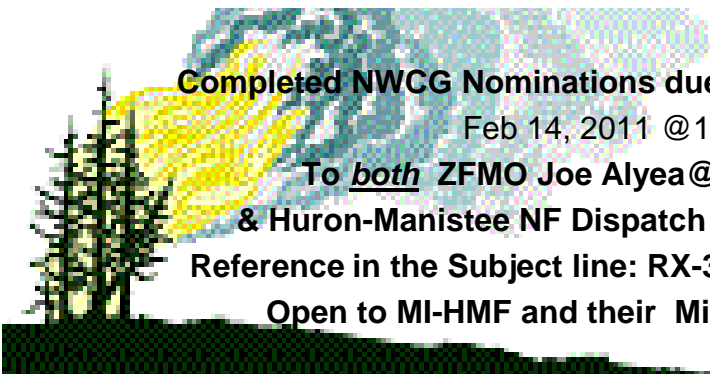 Completed NWCG Nominations due
Feb 14, 2011 @1
To both ZFMO Joe Alyea@
& Huron-Manistee NF Dispatch
Reference in the Subject line: RX-3
Open to MI-HMF and their Mi